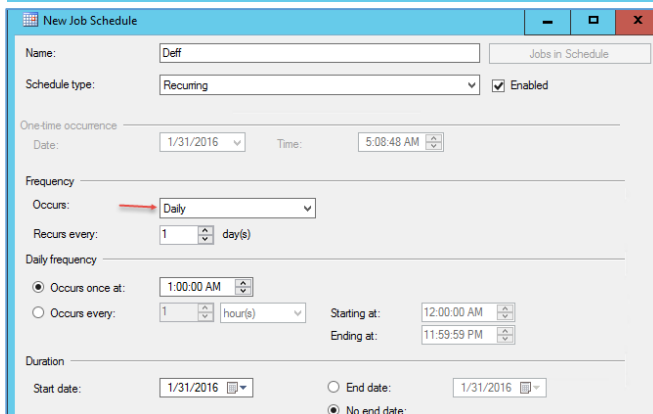 New Job Schedule
Name: Deff Jobs in Schedule
Schedule type: Recurring Enabled
One-time occurrence
Date: 1/31/2016 Time: 5:08:48 AM
Frequency
Occurs: Daily
Recurs every: 1 day(s)
Daily frequency
Occurs once at: 1:00:00 AM
Occurs every: 1 hour(s) Starting at: 12:00:00 AM
Ending at: 11:59:59 PM
Duration
Start date: 1/31/2016 End date: 1/31/2016
No end date: